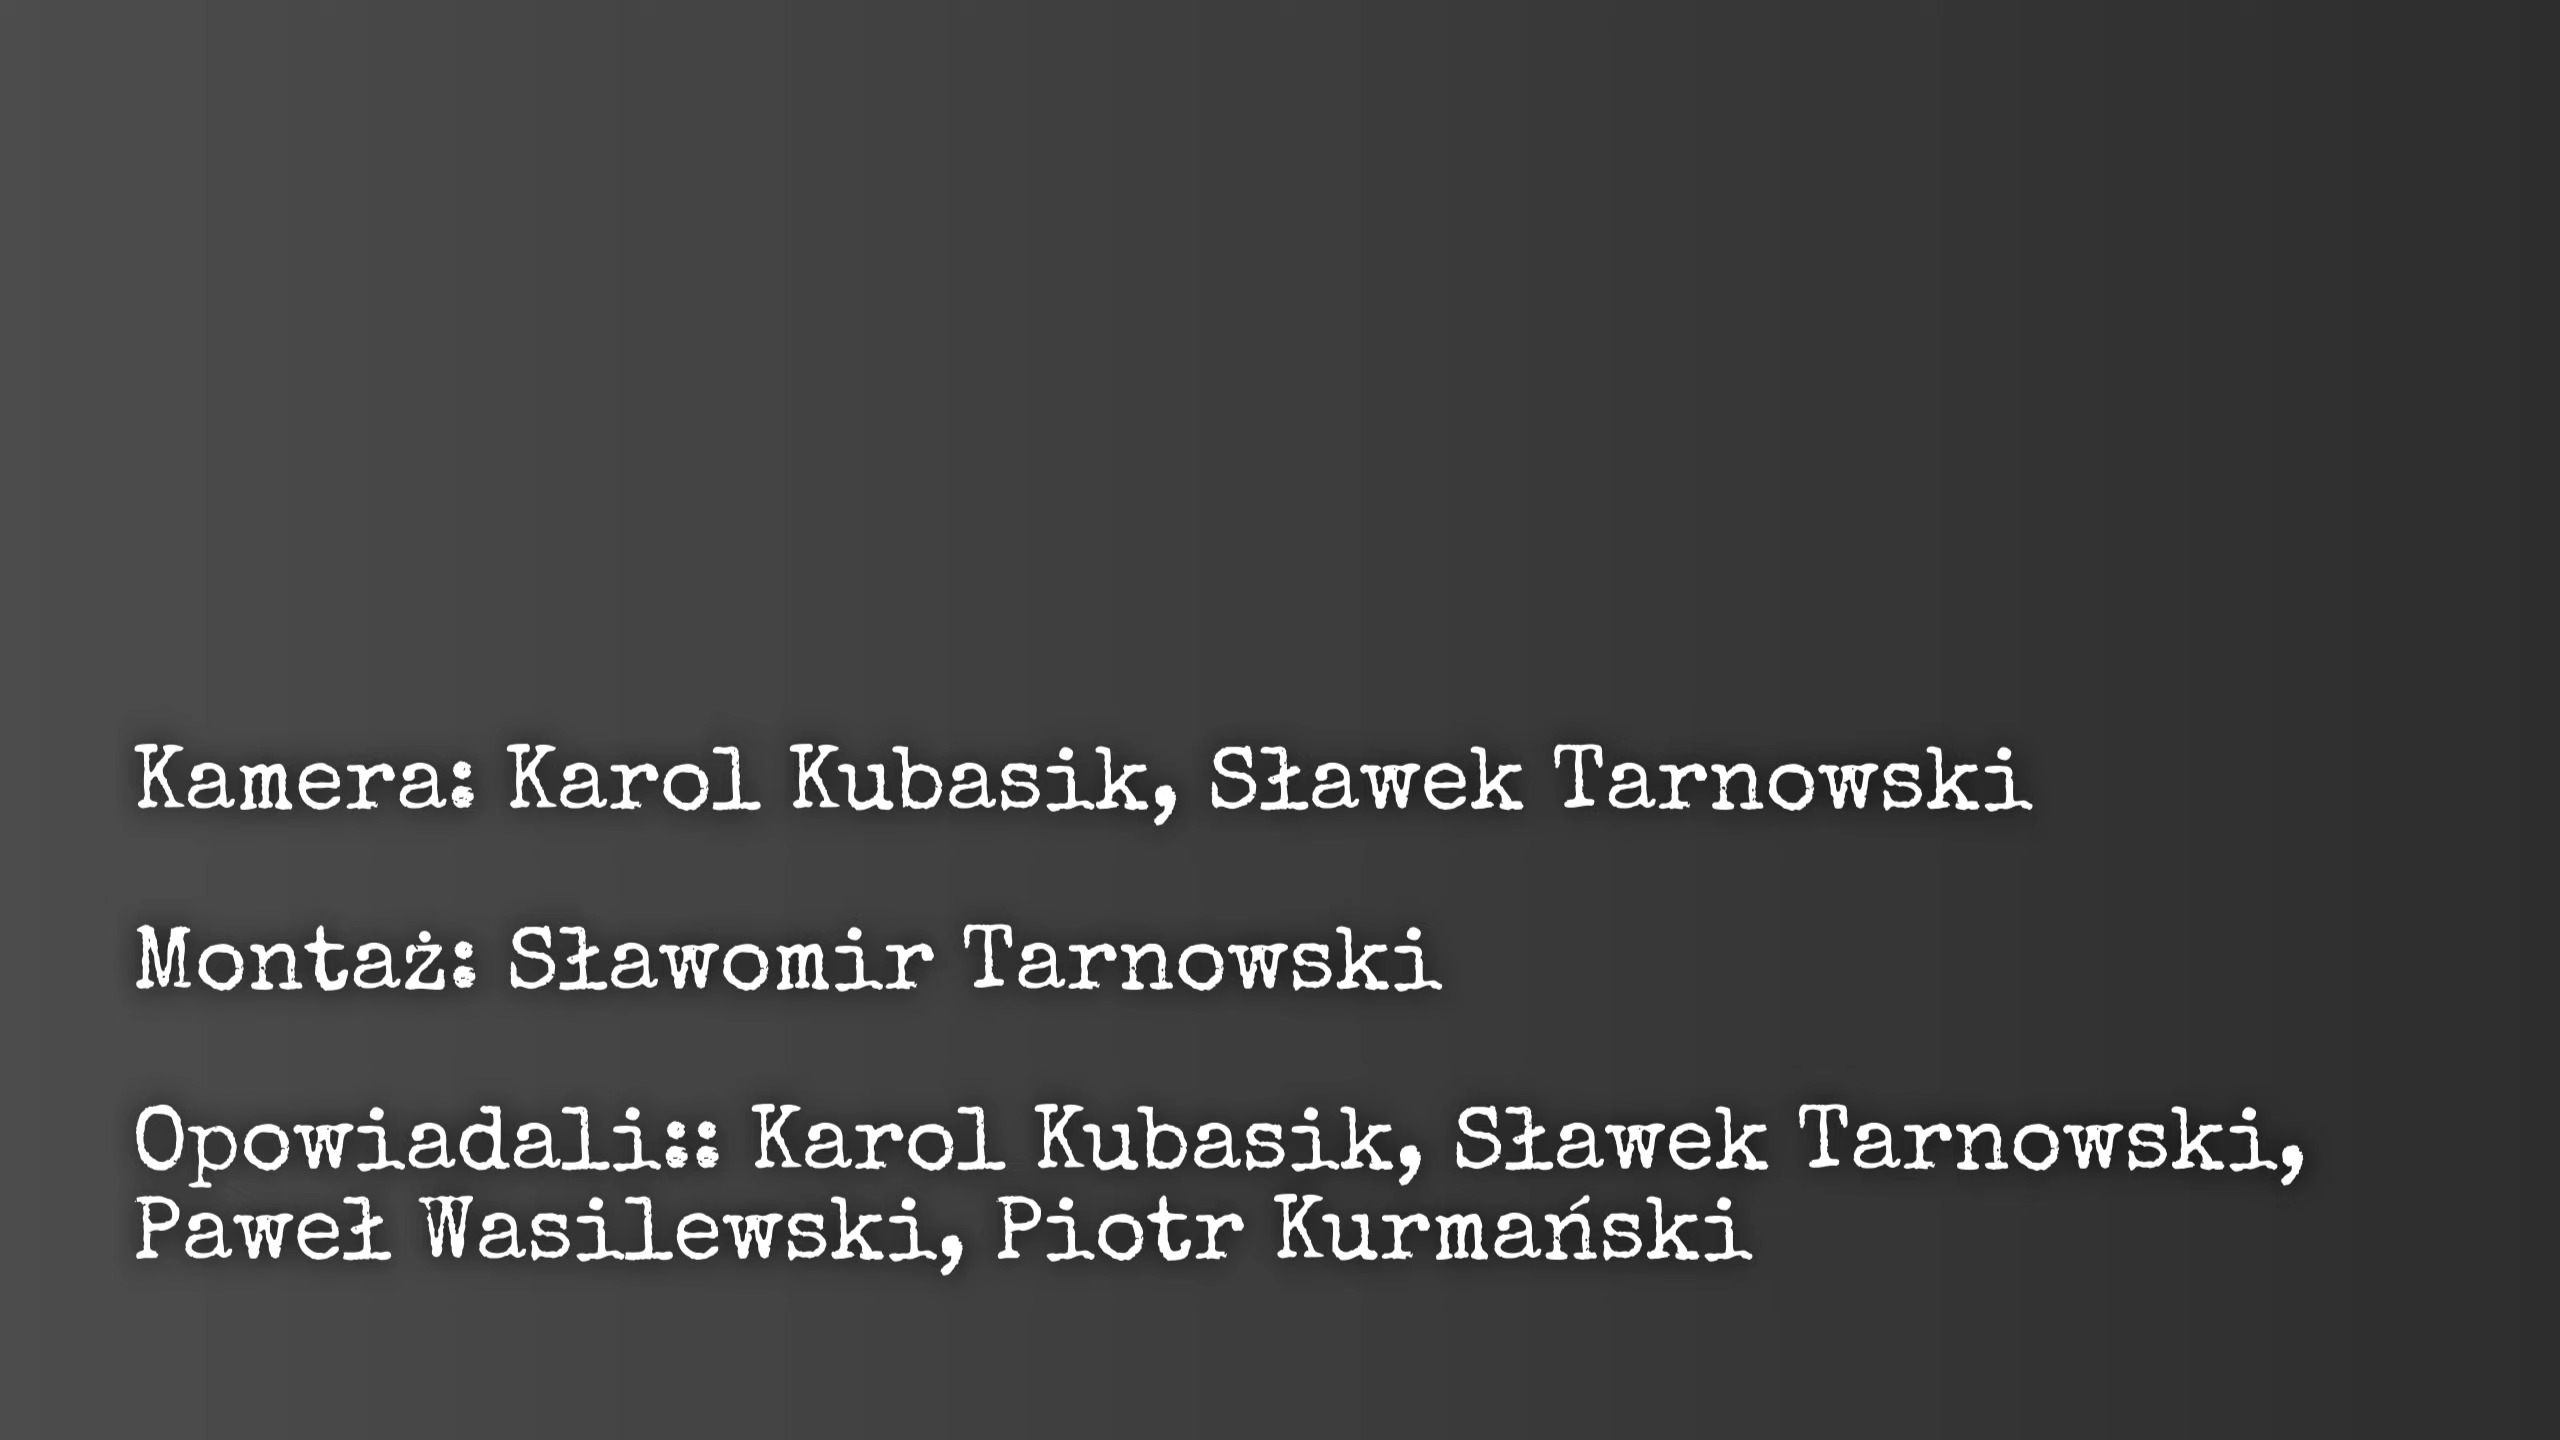 Kamera: Karol Kubasik, Sławek Tarnowski
Montaż: Sławomir Tarnowski
Opowiadali:: Karol Kubasik, Sławek Tarnowski,
Paweł Wasilewski, Piotr Kurmański